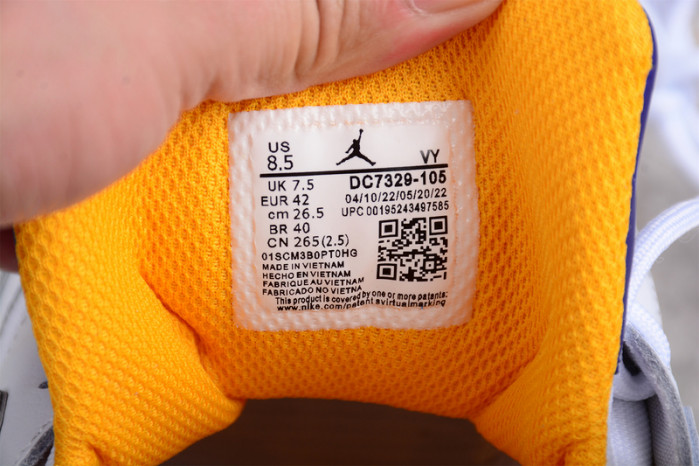 US
8.5
VY
UK 7.5
DC7329-105
EUR 42
04/10/22/05/20/22
cm 26.5
UPC 00195243497585
BR 40
CN 265(2.5)
01SCM3B0PT0HG
MADE IN VIETNAM
HECHO EN VIETNAM
FABRIQUE AU VIETNAM
FABRICADO NO VIETNA
This product is covered by one or more patents:
www.nike.com/patent svirtualmarking